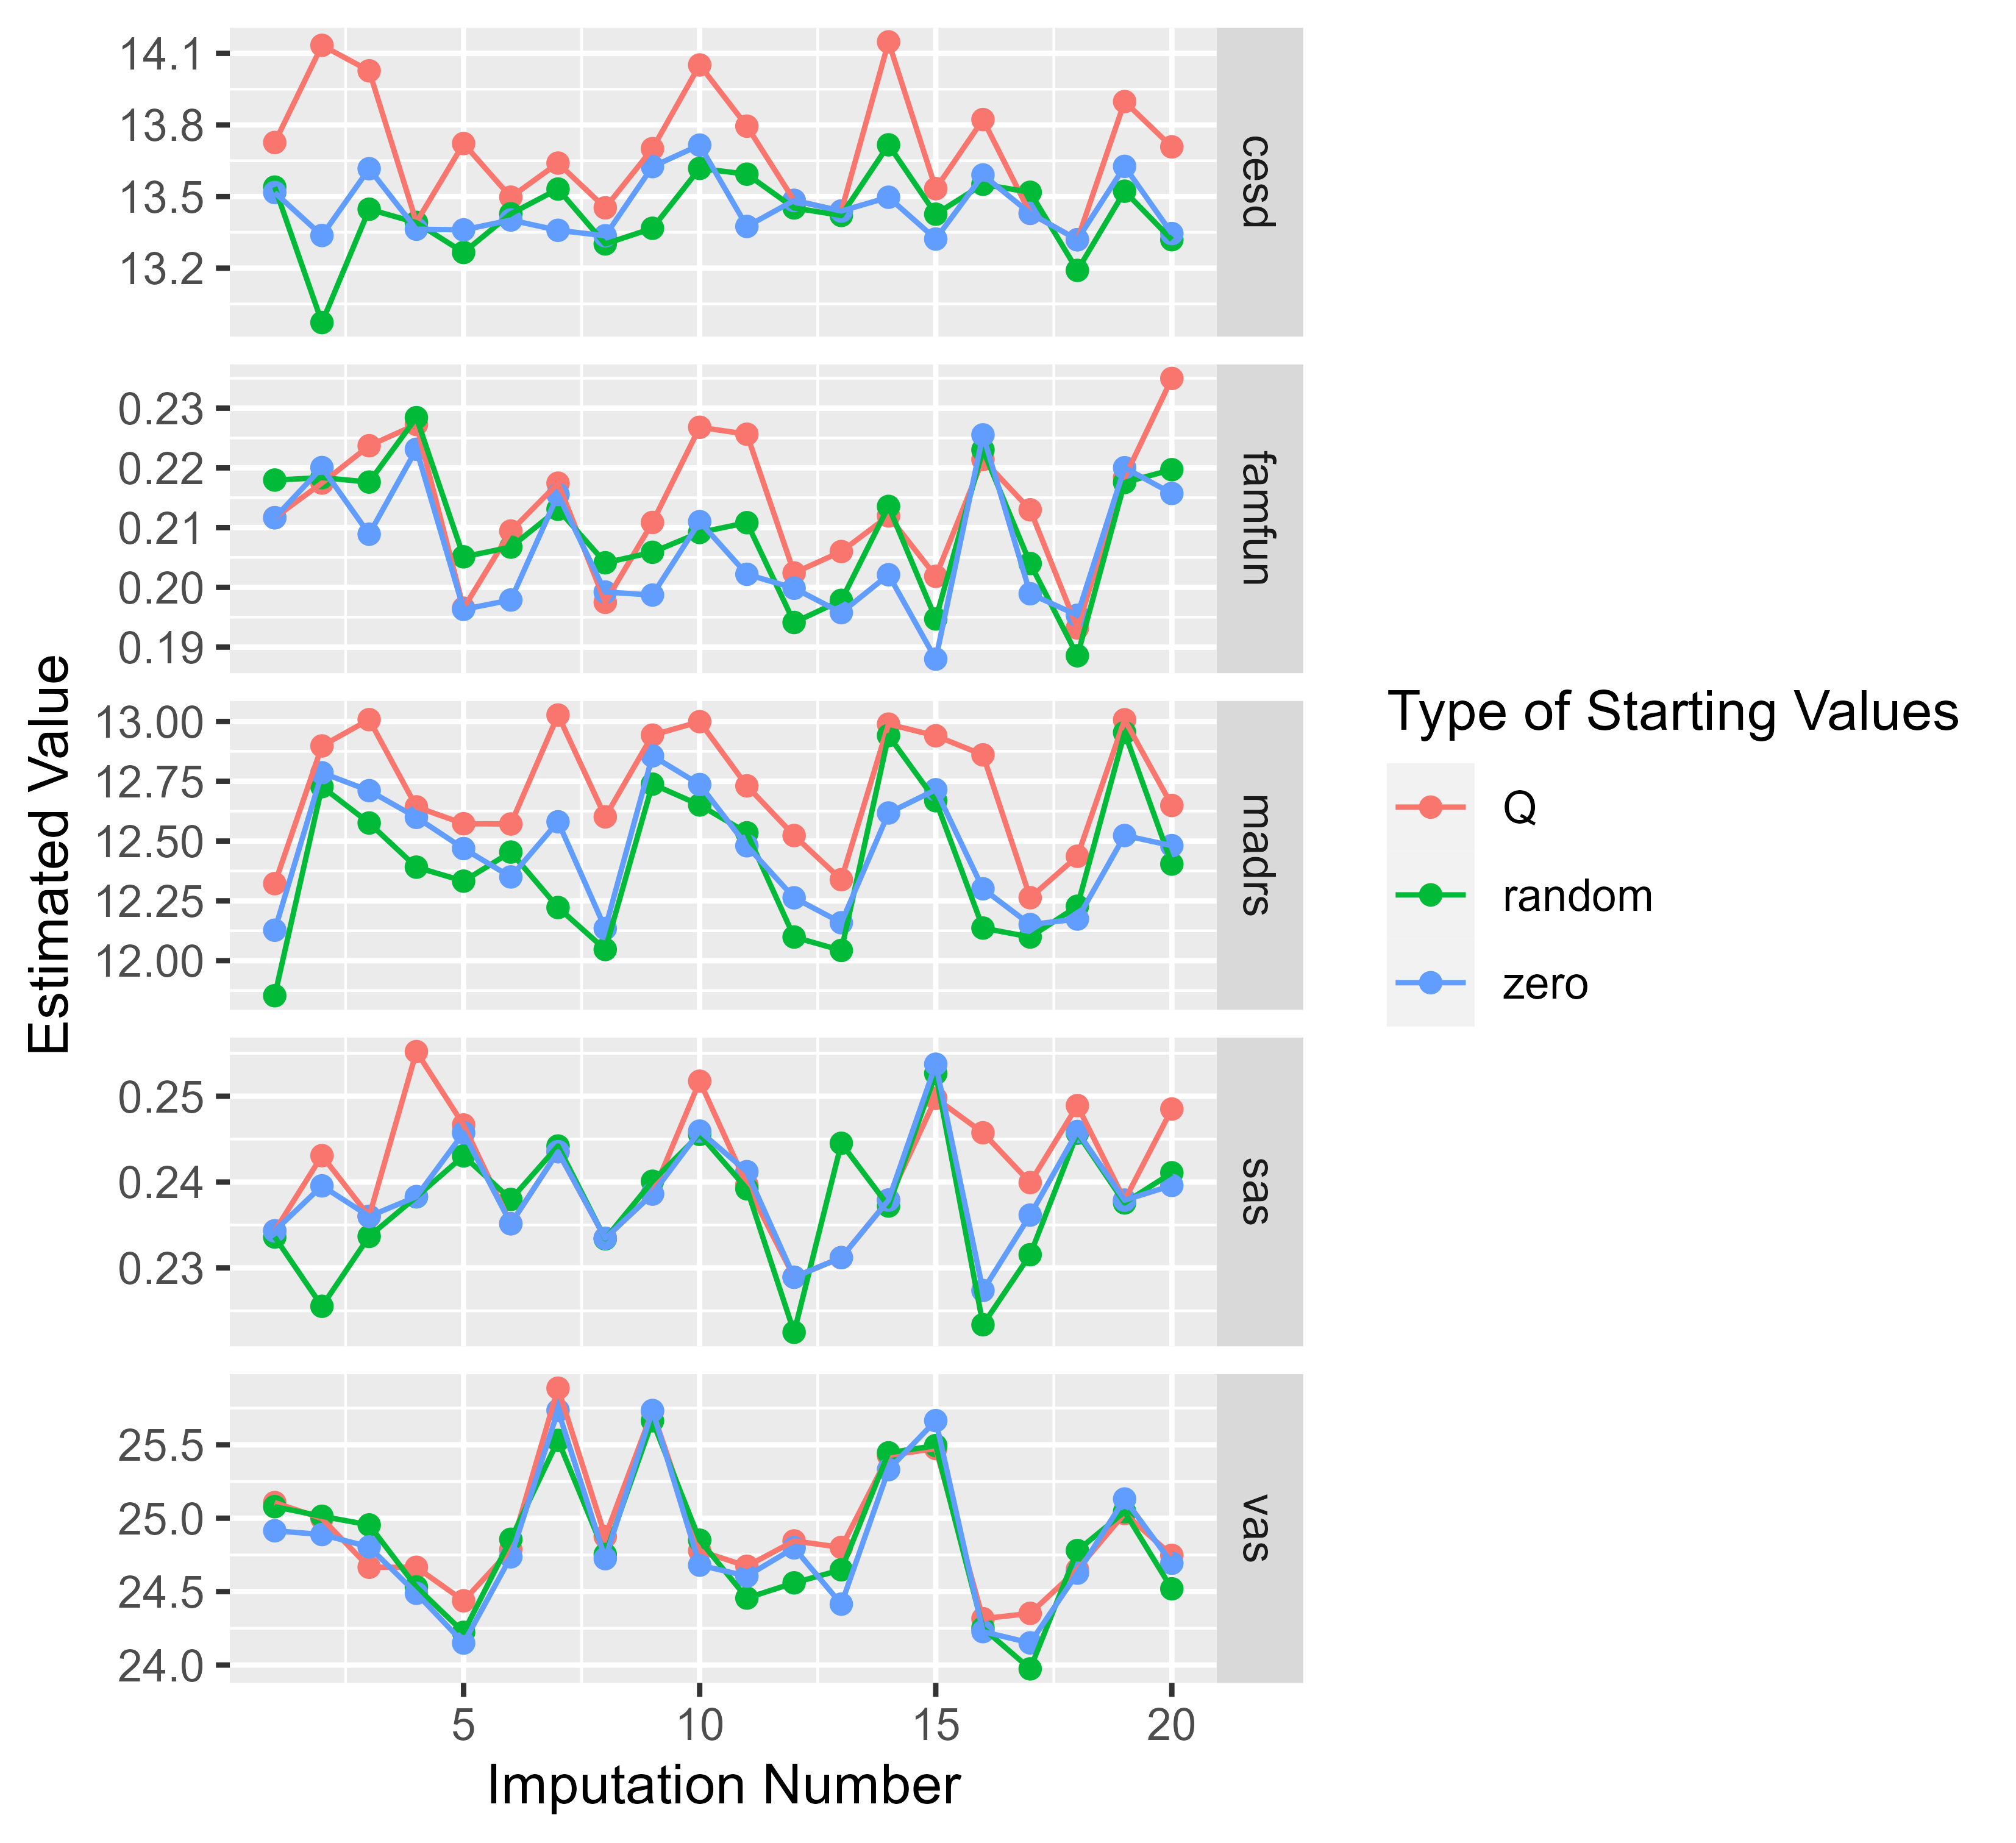 14.1
13.8
13.5
13.2
cesd
0.23
0.22
0.21
0.20
0.19
famfun
13.00
12.75
12.50
12.25
12.00
madrs
0.25
0.24
0.23
sas
25.5
25.0
24.5
24.0
vas
5 10 15 20
Imputation Number
Estimated Value
Type of Starting Values
Q
random
zero